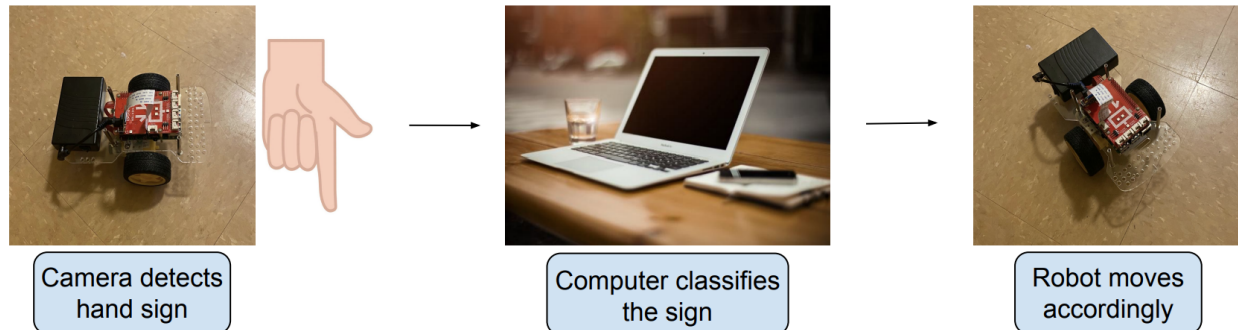 Camera detects
hand sign
Computer classifies
the sign
Robot moves
accordingly